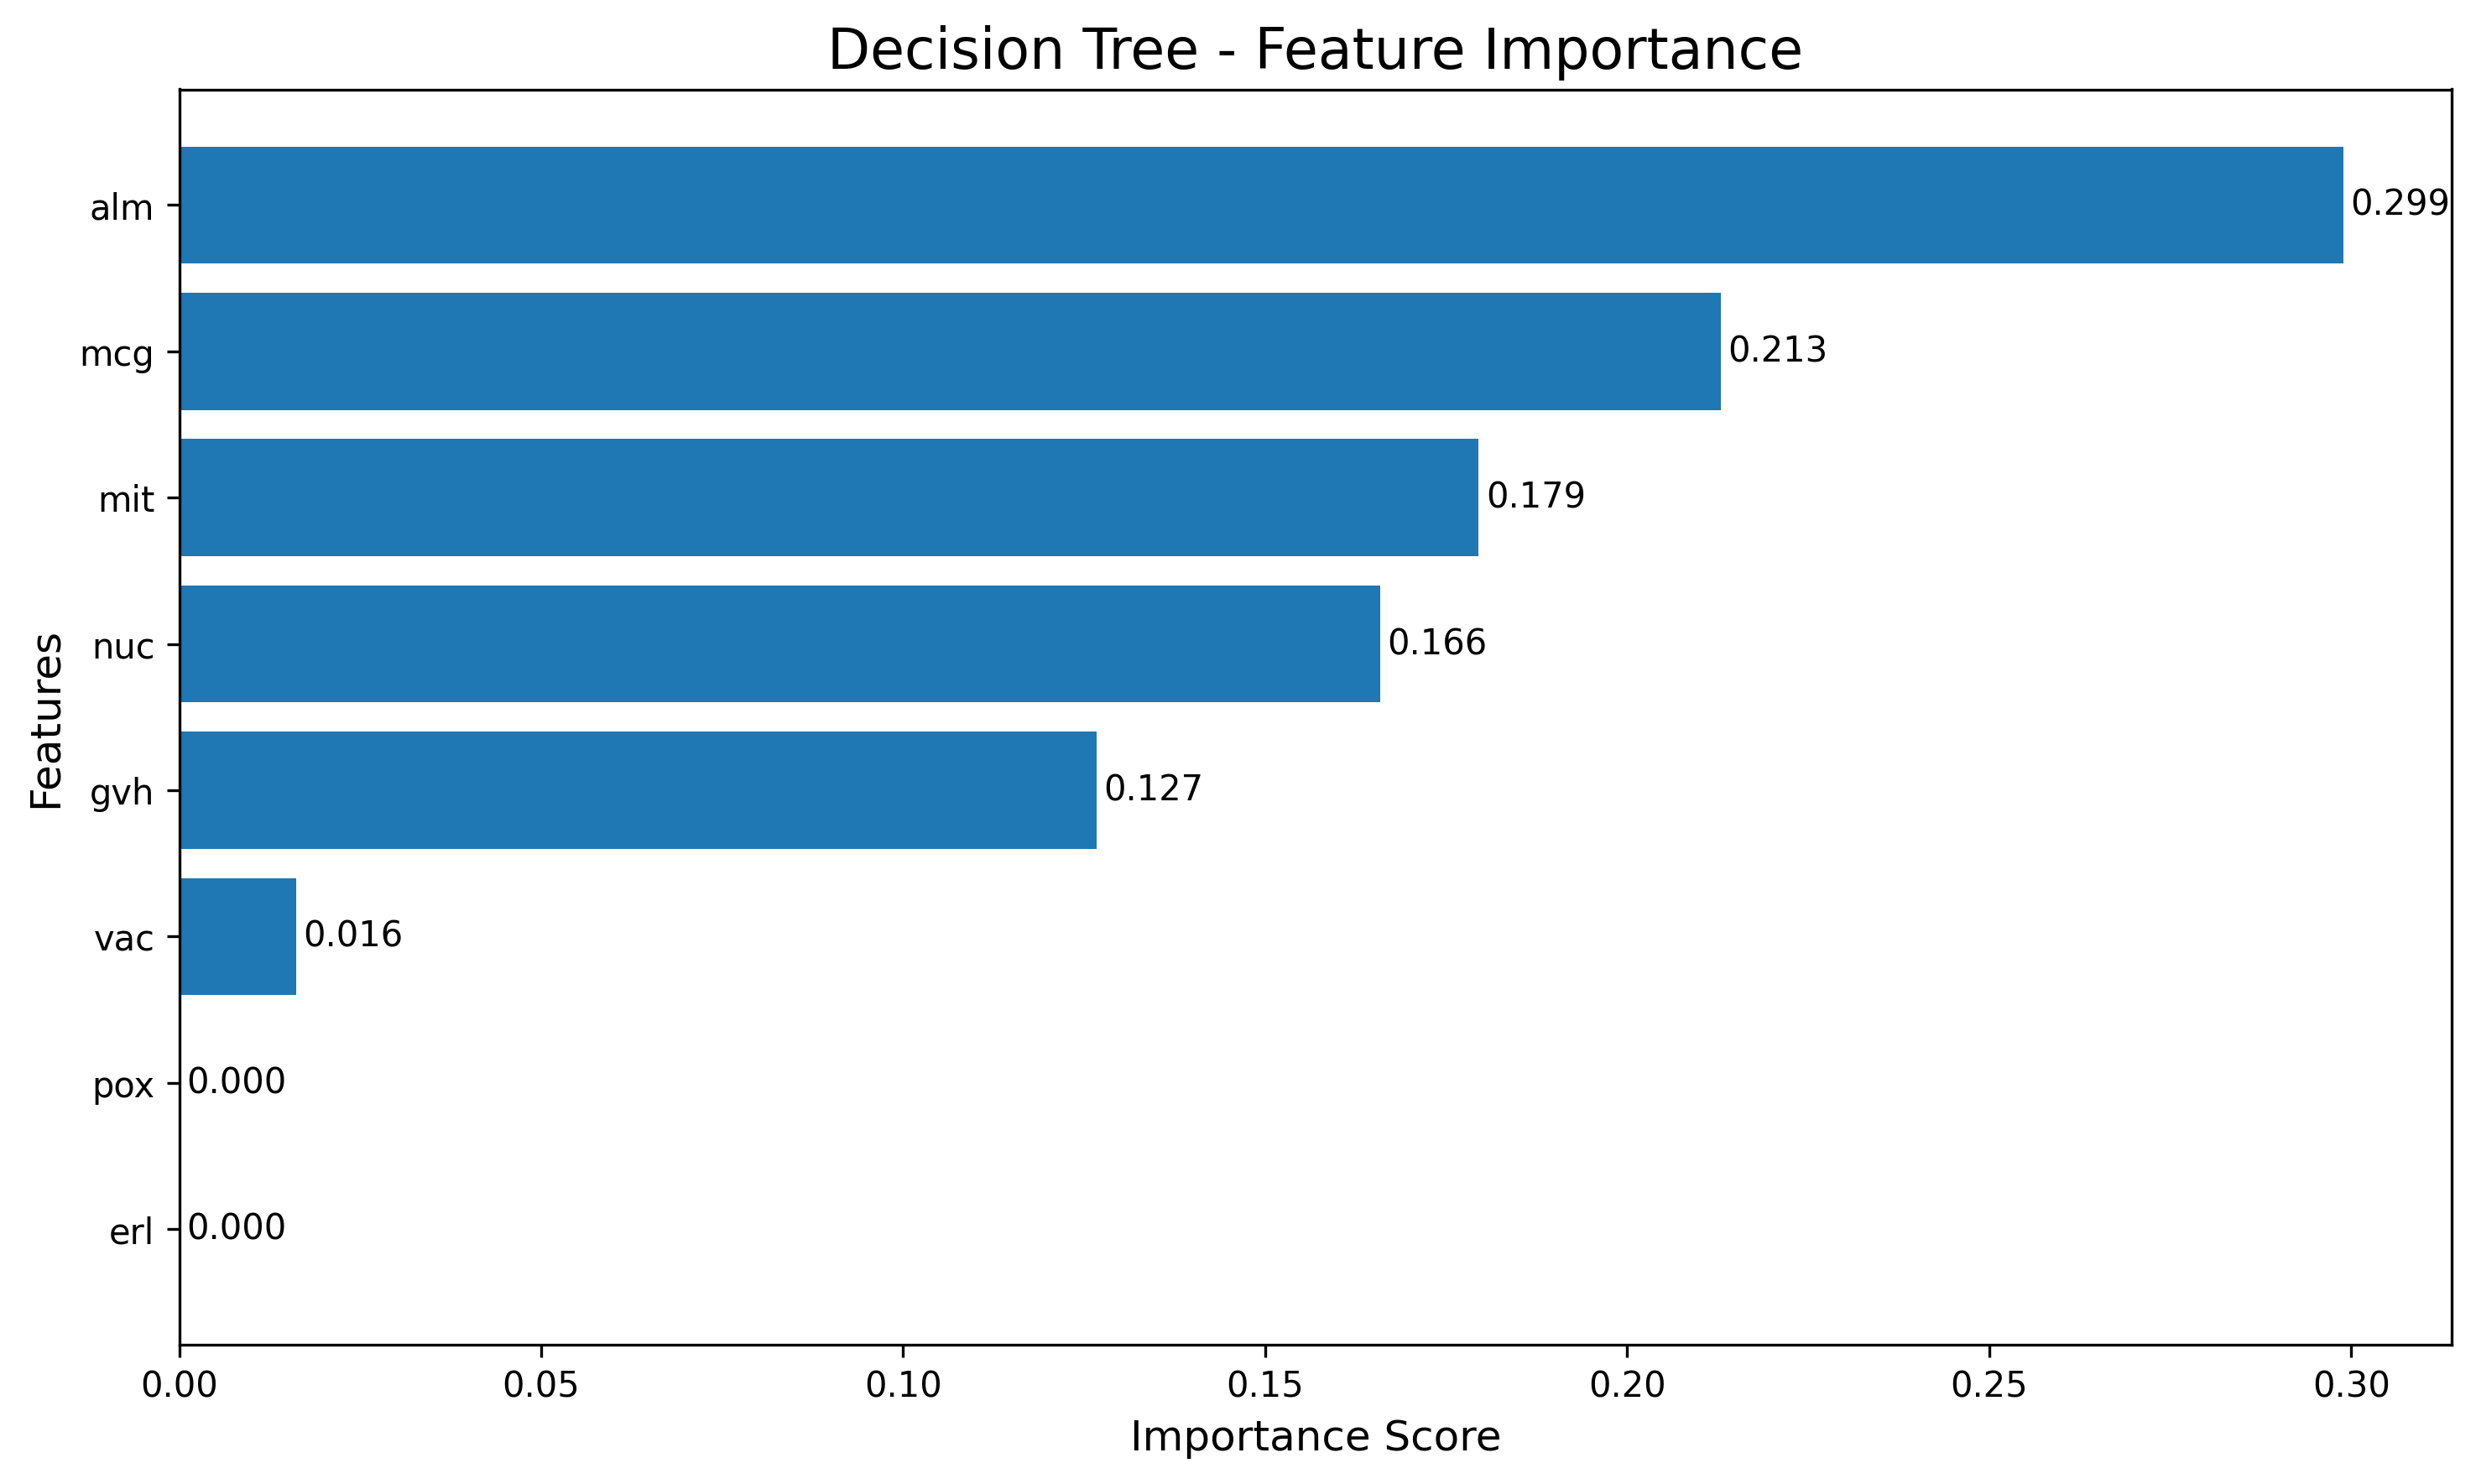 Decision Tree - Feature Importance
Features
alm 0.299
mcg 0.213
mit 0.179
nuc 0.166
gvh 0.127
vac 0.016
pox 0.000
erl 0.000
0.00 0.05 0.10 0.15 0.20 0.25 0.30
Importance Score